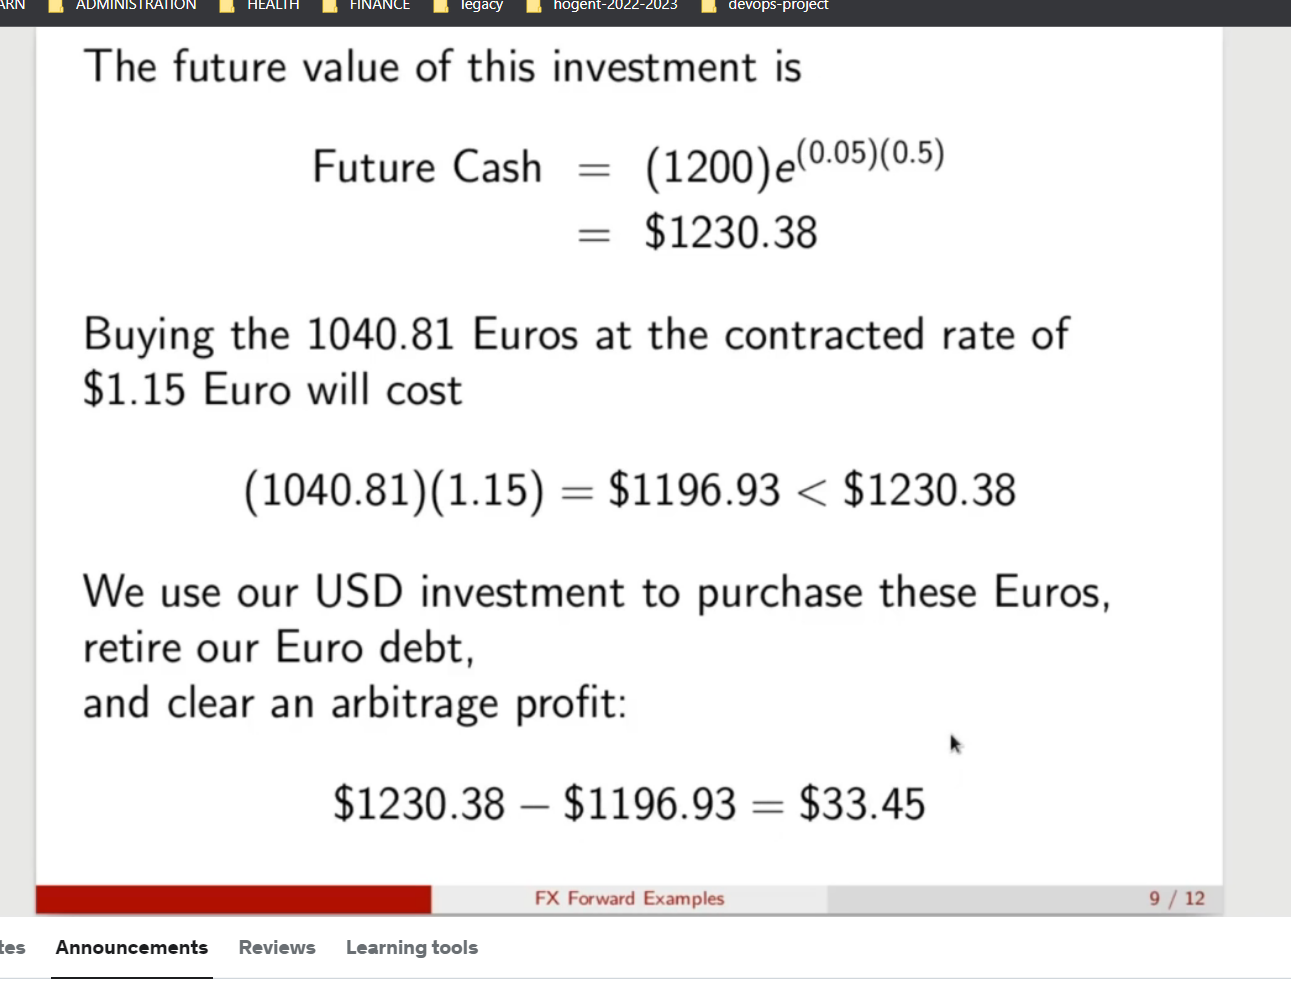 ARN ADMINISTRATION HEALTH FINANCE legacy hogent-2022-2023 devops-project
The future value of this investment is
Future Cash = (1200)e^(0.05)(0.5)
= $1230.38
Buying the 1040.81 Euros at the contracted rate of
$1.15 Euro will cost
(1040.81)(1.15) = $1196.93 < $1230.38
We use our USD investment to purchase these Euros,
retire our Euro debt,
and clear an arbitrage profit:
$1230.38 – $1196.93 = $33.45
FX Forward Examples 9 / 12
tes Announcements Reviews Learning tools